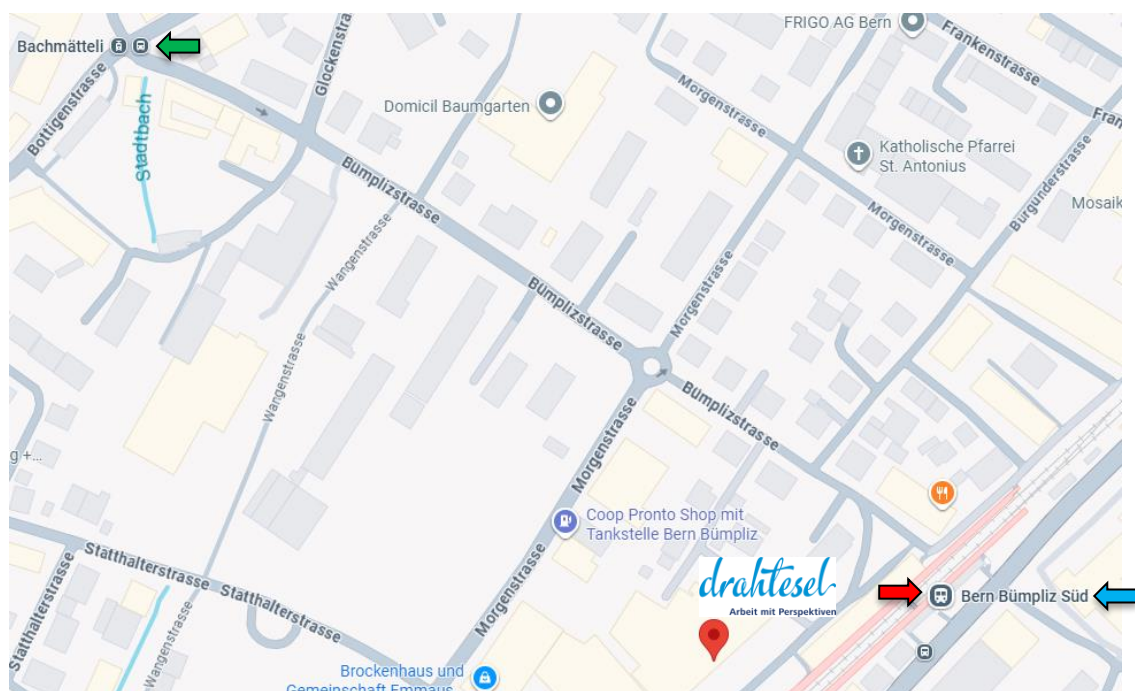 FRIGO AG Bern
Frankenstrasse
Bachmätteli
Glockenstra
Morgenstrasse
Domicil Baumgarten
Fran
Bottigenstrasse
Stadtbach
Katholische Pfarrei
St. Antonius
Burgunderstrasse
Bümplizstrasse
Mosaik
Wangenstrasse
Morgenstrasse
Morgenstrasse
Bümplizstrasse
Wangenstrasse
Bümplizstrasse
Morgenstrasse
g +...
Coop Pronto Shop mit
Tankstelle Bern Bümpliz
Statthalterstrasse
Statthalterstrasse
drahtesel
Arbeit mit Perspektiven
Bern Bümpliz Süd
Statthalterstrasse
Morgenstrasse
Wangenstrasse
Brockenhaus und
Gemeinschaft Emmaus